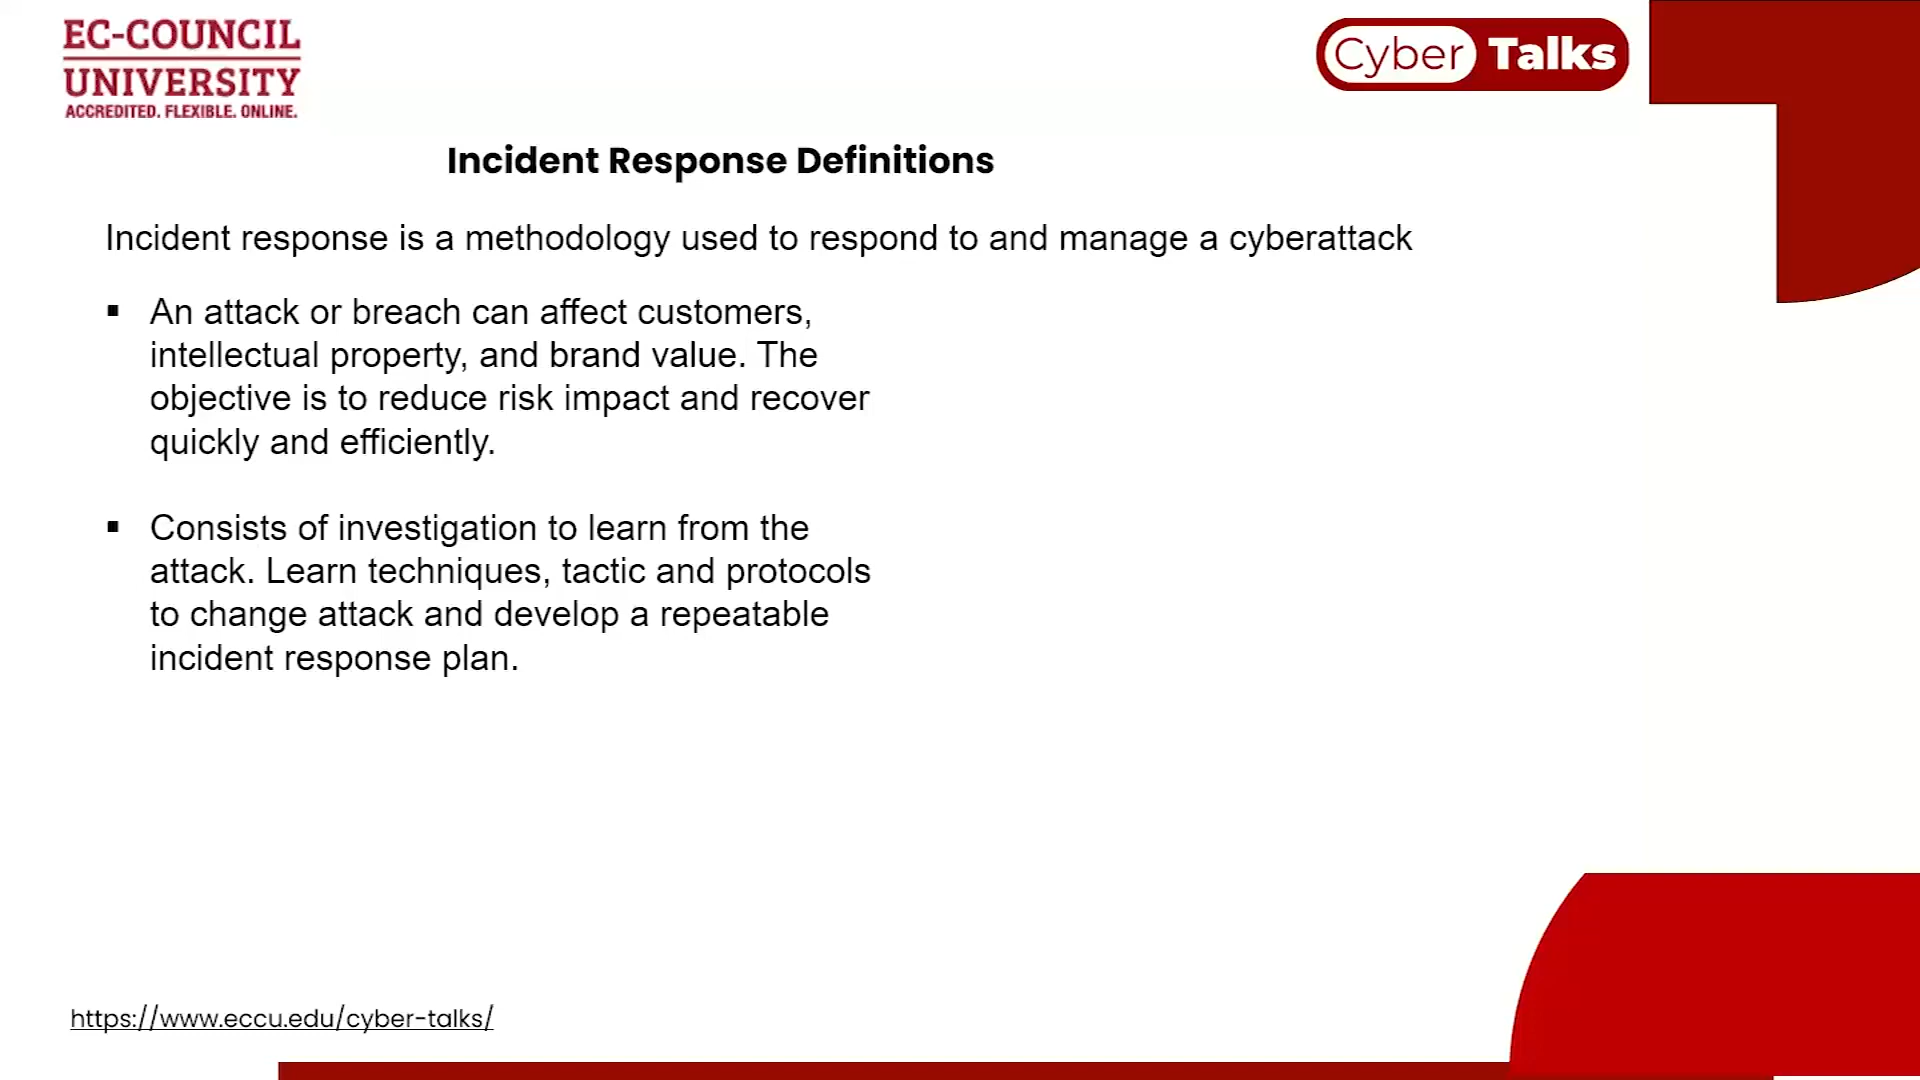 EC-COUNCIL
UNIVERSITY
ACCREDITED. FLEXIBLE. ONLINE.
Cyber Talks
Incident Response Definitions
Incident response is a methodology used to respond to and manage a cyberattack
▪ An attack or breach can affect customers,
intellectual property, and brand value. The
objective is to reduce risk impact and recover
quickly and efficiently.
▪ Consists of investigation to learn from the
attack. Learn techniques, tactic and protocols
to change attack and develop a repeatable
incident response plan.
https://www.eccu.edu/cyber-talks/